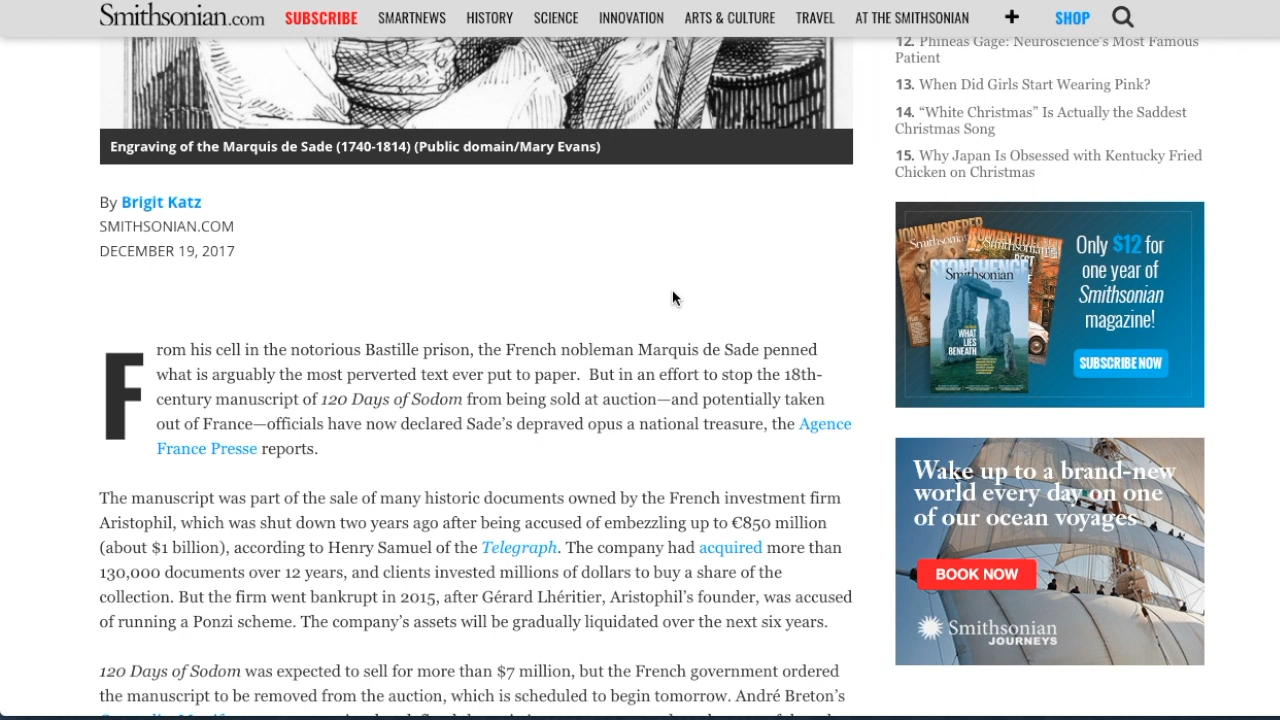 Smithsonian.com SUBSCRIBE SMARTNEWS HISTORY SCIENCE INNOVATION ARTS & CULTURE TRAVEL AT THE SMITHSONIAN + SHOP
Engraving of the Marquis de Sade (1740-1814) (Public domain/Mary Evans)
By Brigit Katz
SMITHSONIAN.COM
DECEMBER 19, 2017
From his cell in the notorious Bastille prison, the French nobleman Marquis de Sade penned
what is arguably the most perverted text ever put to paper. But in an effort to stop the 18th-
century manuscript of 120 Days of Sodom from being sold at auction—and potentially taken
out of France—officials have now declared Sade's depraved opus a national treasure, the Agence
France Presse reports.
The manuscript was part of the sale of many historic documents owned by the French investment firm
Aristophil, which was shut down two years ago after being accused of embezzling up to €850 million
(about $1 billion), according to Henry Samuel of the Telegraph. The company had acquired more than
130,000 documents over 12 years, and clients invested millions of dollars to buy a share of the
collection. But the firm went bankrupt in 2015, after Gérard Lhéritier, Aristophil's founder, was accused
of running a Ponzi scheme. The company's assets will be gradually liquidated over the next six years.
120 Days of Sodom was expected to sell for more than $7 million, but the French government ordered
the manuscript to be removed from the auction, which is scheduled to begin tomorrow. André Breton's
12. Phineas Gage: Neuroscience's Most Famous
Patient
13. When Did Girls Start Wearing Pink?
14. “White Christmas” Is Actually the Saddest
Christmas Song
15. Why Japan Is Obsessed with Kentucky Fried
Chicken on Christmas
STONEHENGE
Smithsonian
WHAT
LIES
BENEATH
Only $12 for
one year of
Smithsonian
magazine!
SUBSCRIBE NOW
Wake up to a brand-new
world every day on one
of our ocean voyages
BOOK NOW
Smithsonian
JOURNEYS